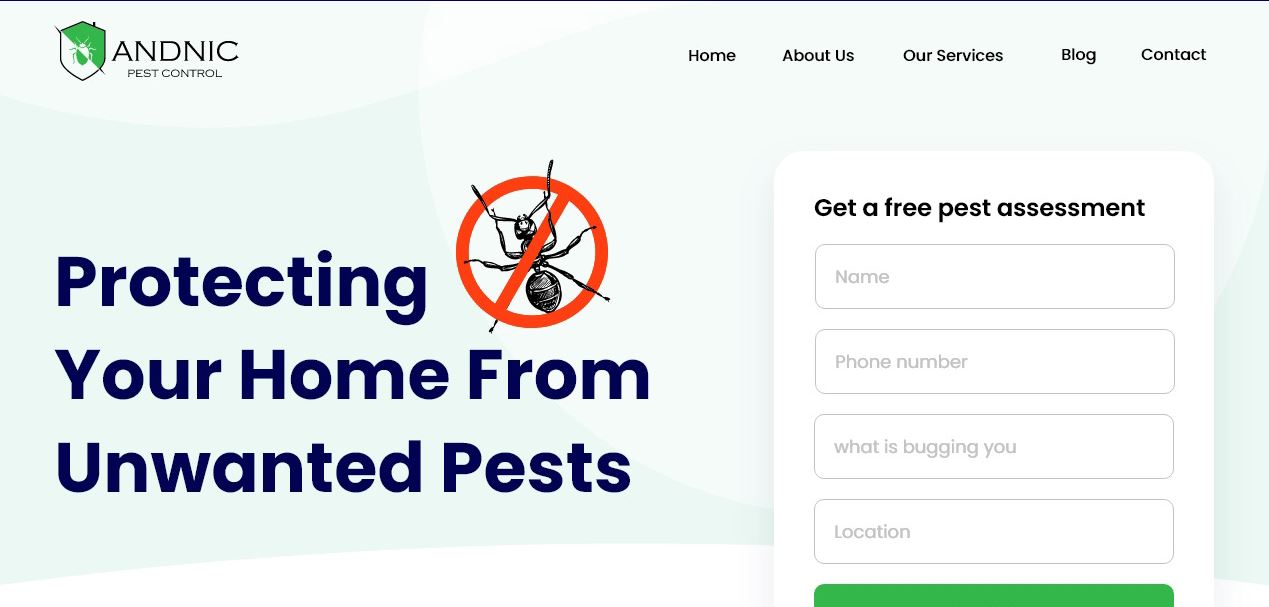 ANDNIC
PEST CONTROL
Home
About Us
Our Services
Blog
Contact
Protecting
Your Home From
Unwanted Pests
Get a free pest assessment
Name
Phone number
what is bugging you
Location